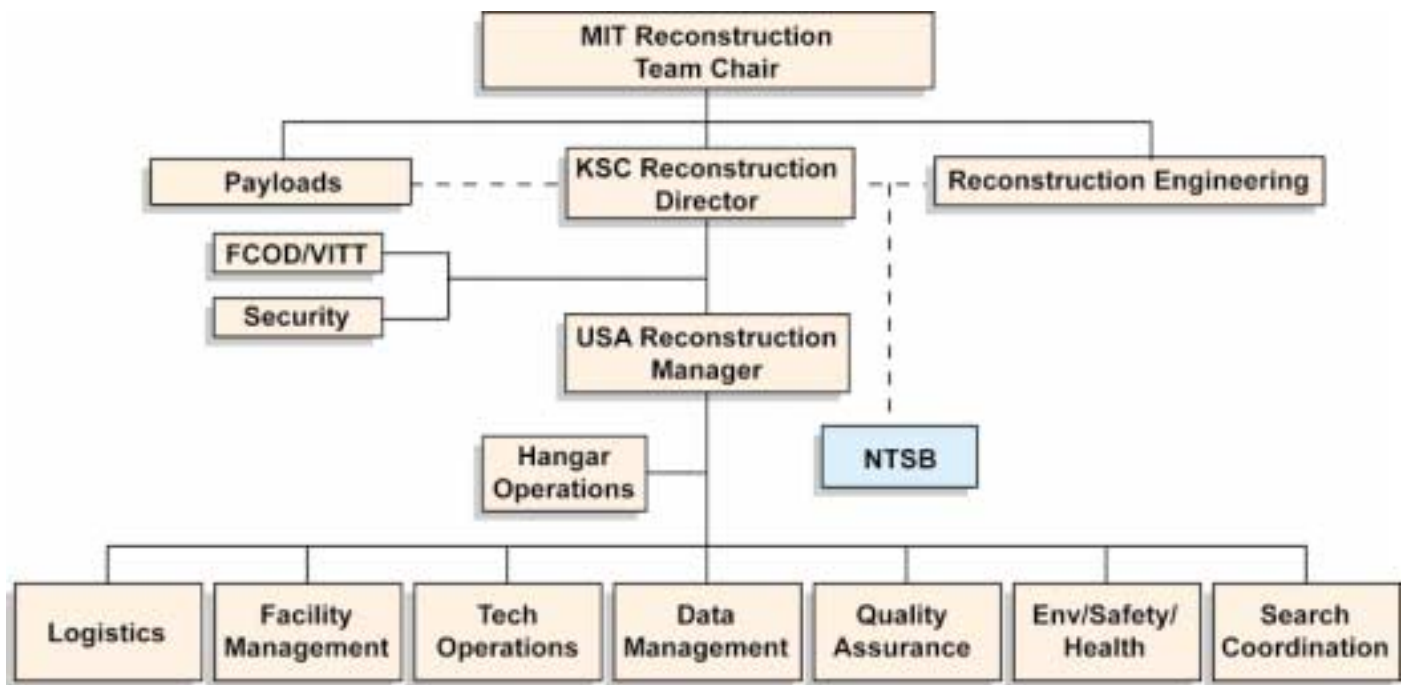 MIT Reconstruction
Team Chair
Payloads
KSC Reconstruction
Director
Reconstruction Engineering
FCOD/VITT
Security
USA Reconstruction
Manager
Hangar
Operations
NTSB
Logistics
Facility
Management
Tech
Operations
Data
Management
Quality
Assurance
Env/Safety/
Health
Search
Coordination